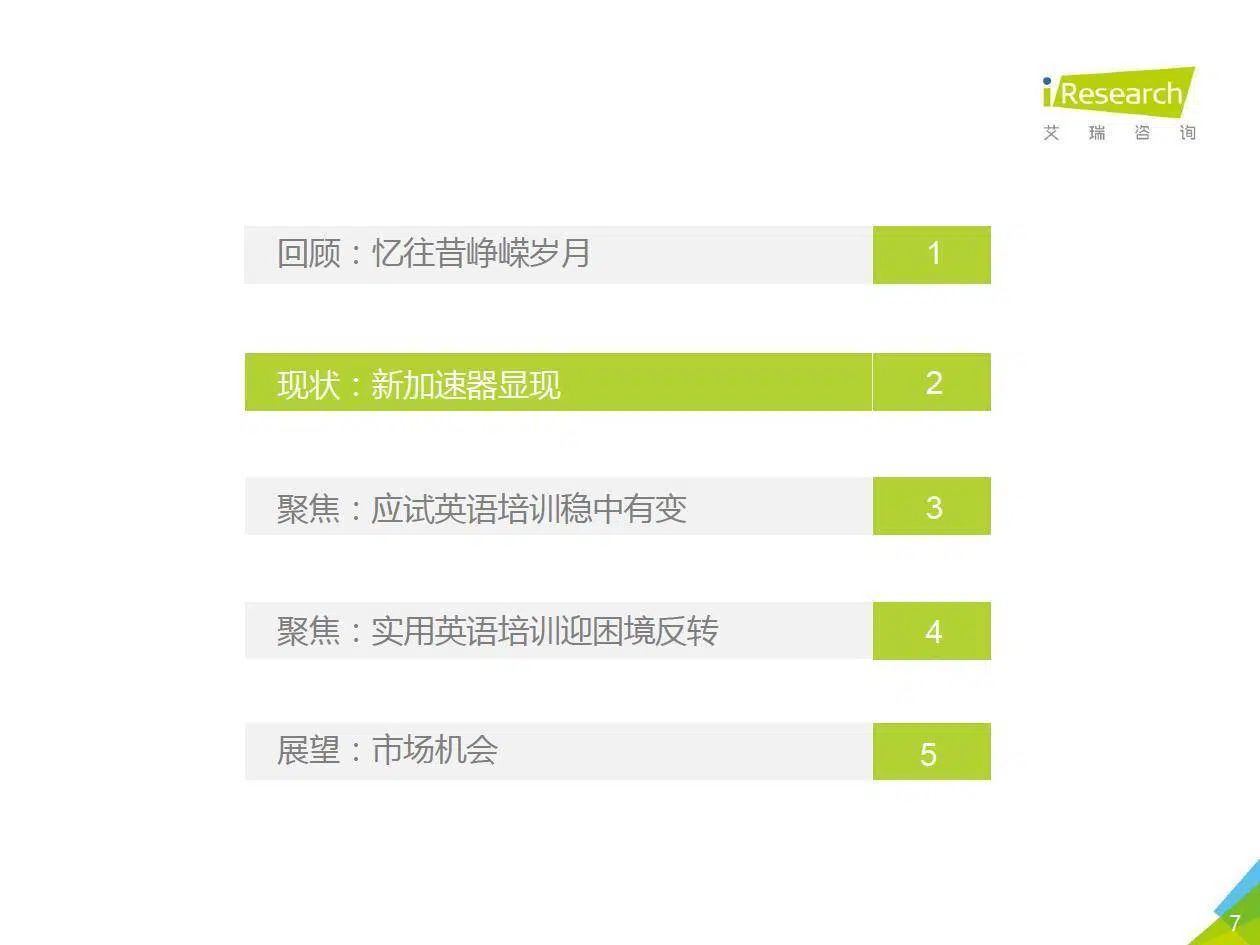 iResearch
艾瑞咨询
回顾：忆往昔峥嵘岁月 1
现状：新加速器显现 2
聚焦：应试英语培训稳中有变 3
聚焦：实用英语培训迎困境反转 4
展望：市场机会 5
7